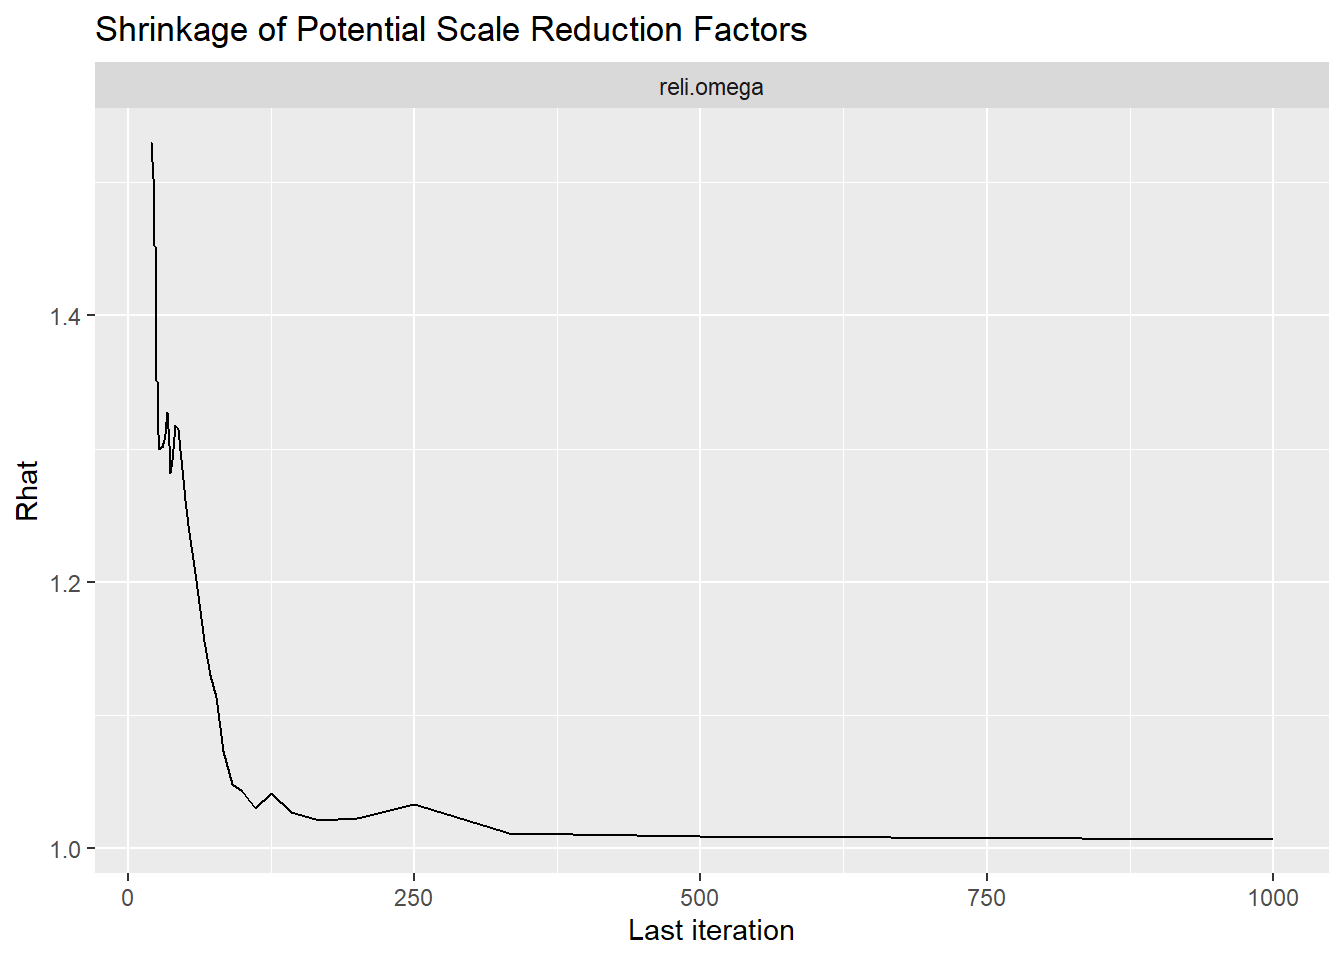 Shrinkage of Potential Scale Reduction Factors
reli.omega
1.4
1.2
1.0
Rhat
0 250 500 750 1000
Last iteration